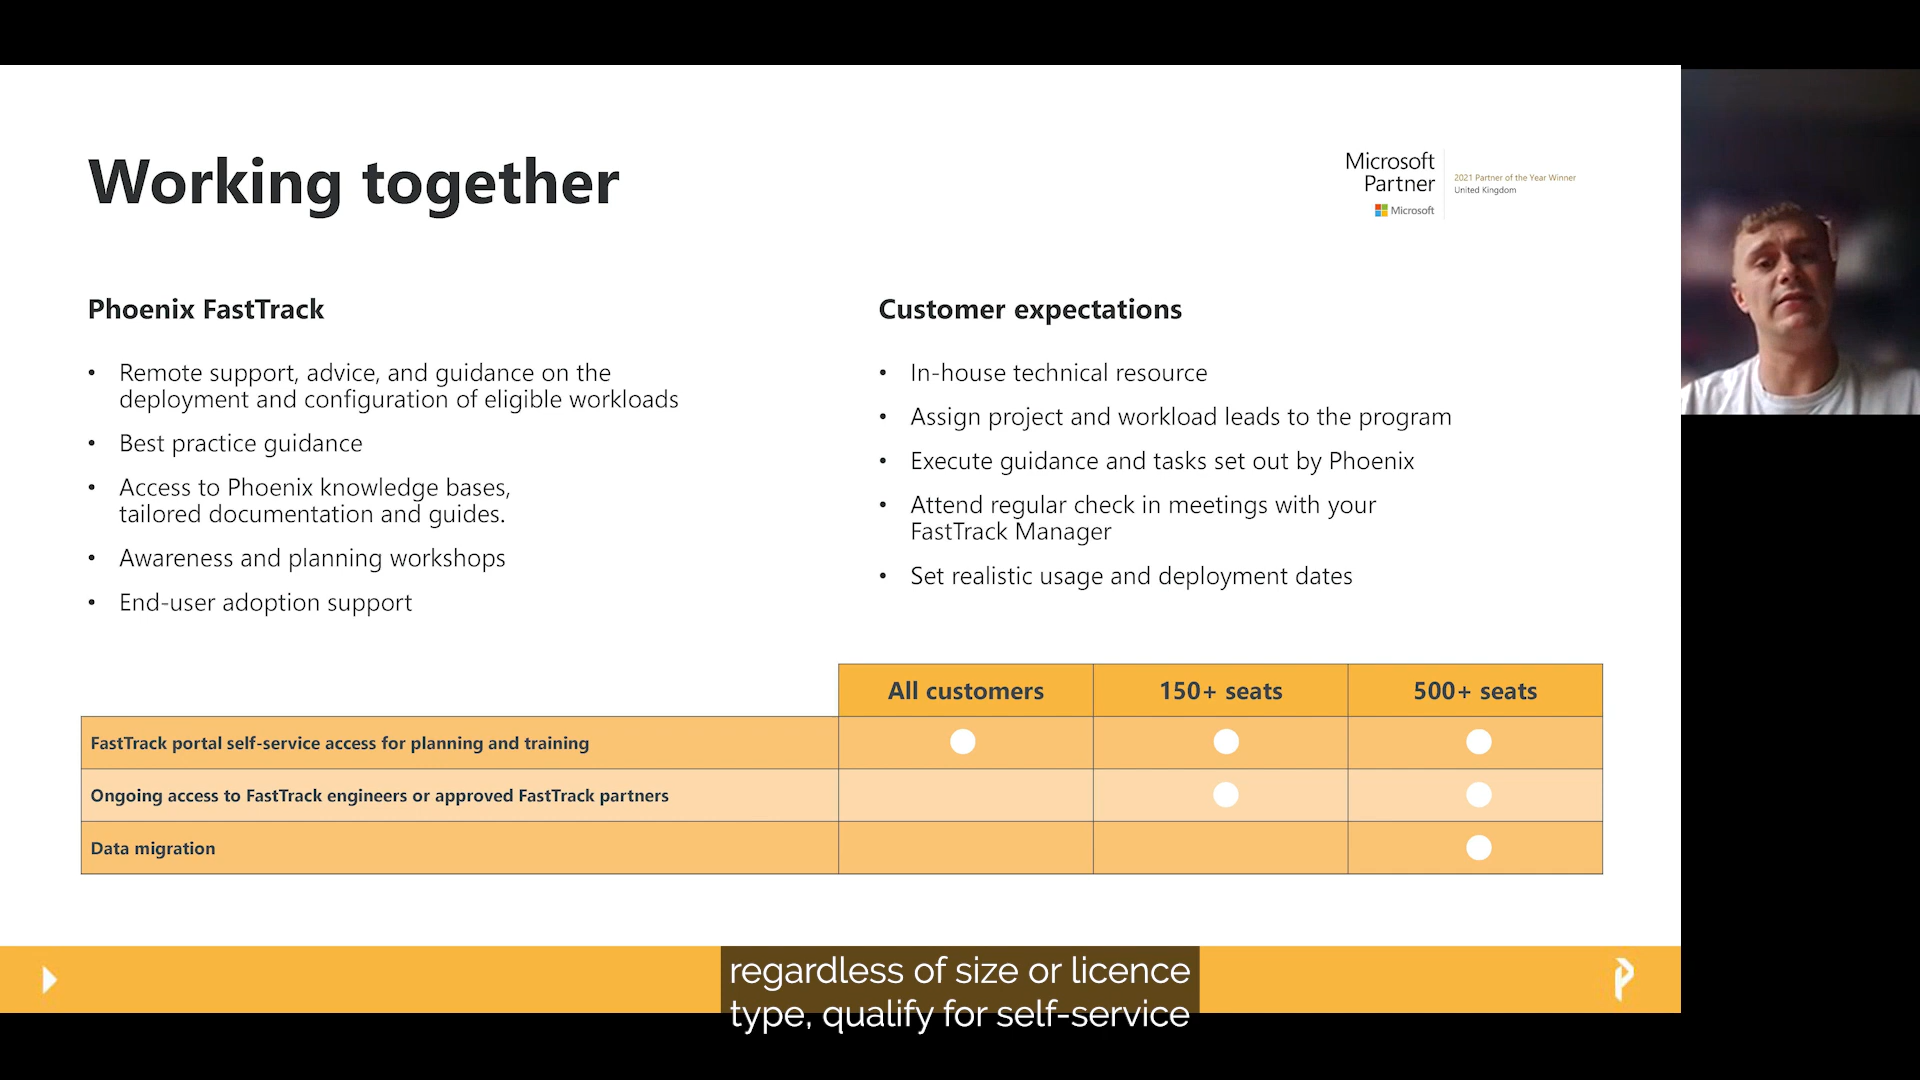 Working together
Microsoft
Partner
Microsoft
2021 Partner of the Year Winner
United Kingdom
Phoenix FastTrack
• Remote support, advice, and guidance on the
deployment and configuration of eligible workloads
• Best practice guidance
• Access to Phoenix knowledge bases,
tailored documentation and guides.
• Awareness and planning workshops
• End-user adoption support
Customer expectations
• In-house technical resource
• Assign project and workload leads to the program
• Execute guidance and tasks set out by Phoenix
• Attend regular check in meetings with your
FastTrack Manager
• Set realistic usage and deployment dates
All customers 150+ seats 500+ seats
FastTrack portal self-service access for planning and training
Ongoing access to FastTrack engineers or approved FastTrack partners
Data migration
regardless of size or licence
type, qualify for self-service